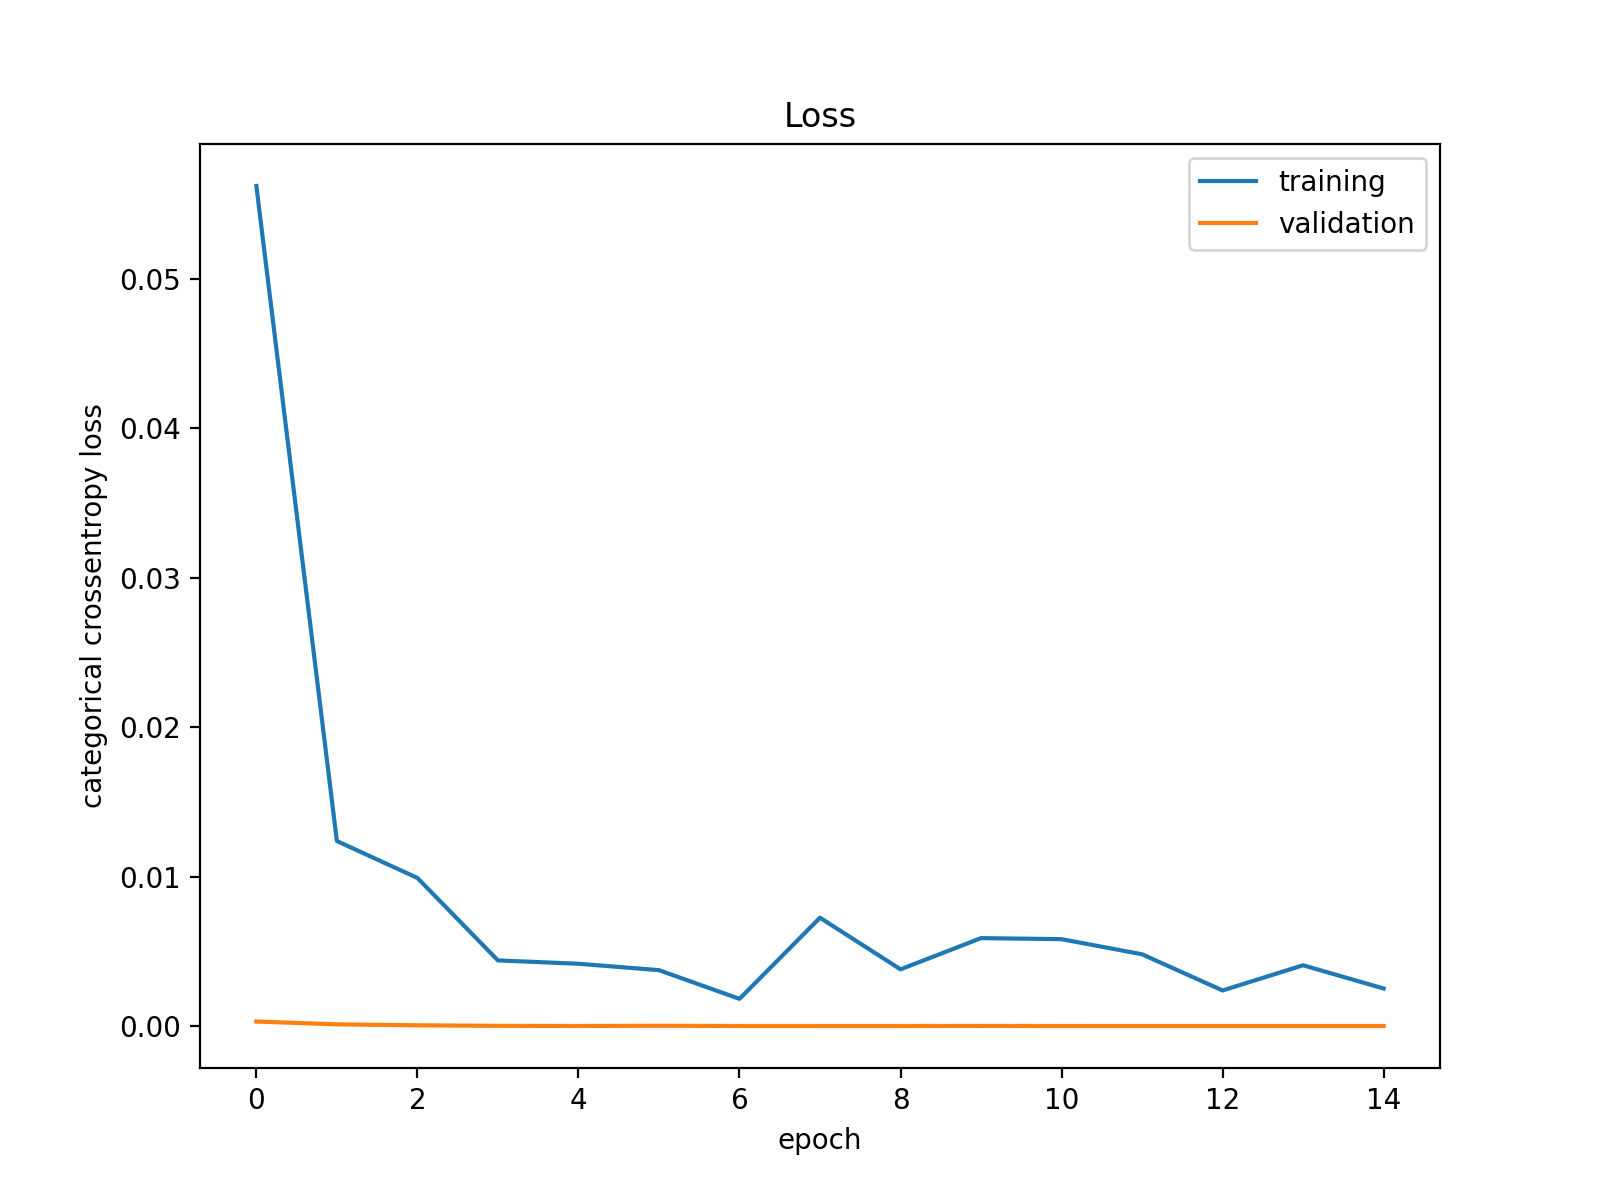 Loss
training
validation
categorical crossentropy loss
0.05
0.04
0.03
0.02
0.01
0.00
0 2 4 6 8 10 12 14
epoch